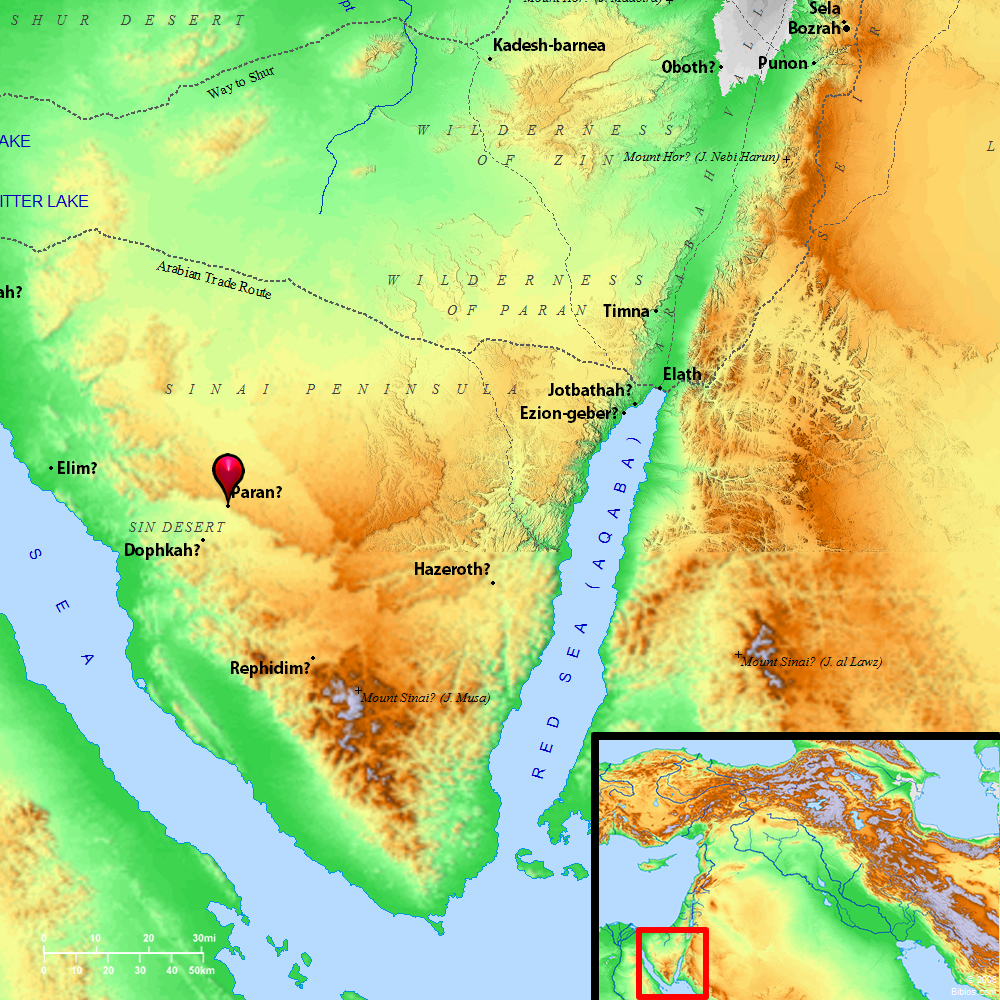 Mount Hor? (J. Madeira)
Sela
SHUR DESERT
Bozrah
Kadesh-barnea
Oboth?
Punon
Way to Shur
WILDERNESS
OF ZIN
AKE
Mount Hor? (J. Nebi Harun)
L
ITTER LAKE
ARABAH VALL
SEIR
Arabian Trade Route
WILDERNESS
OF PARAN
ah?
Timna
SINAI PENINSULA
Elath
Jotbathah?
Ezion-geber?
Elim?
Paran?
SIN DESERT
Dophkah?
Hazeroth?
SEA
RED SEA (AQABA)
Rephidim?
Mount Sinai? (J. Musa)
Mount Sinai? (J. al Lawz)
0 10 20 30mi
0 10 20 30 40 50km